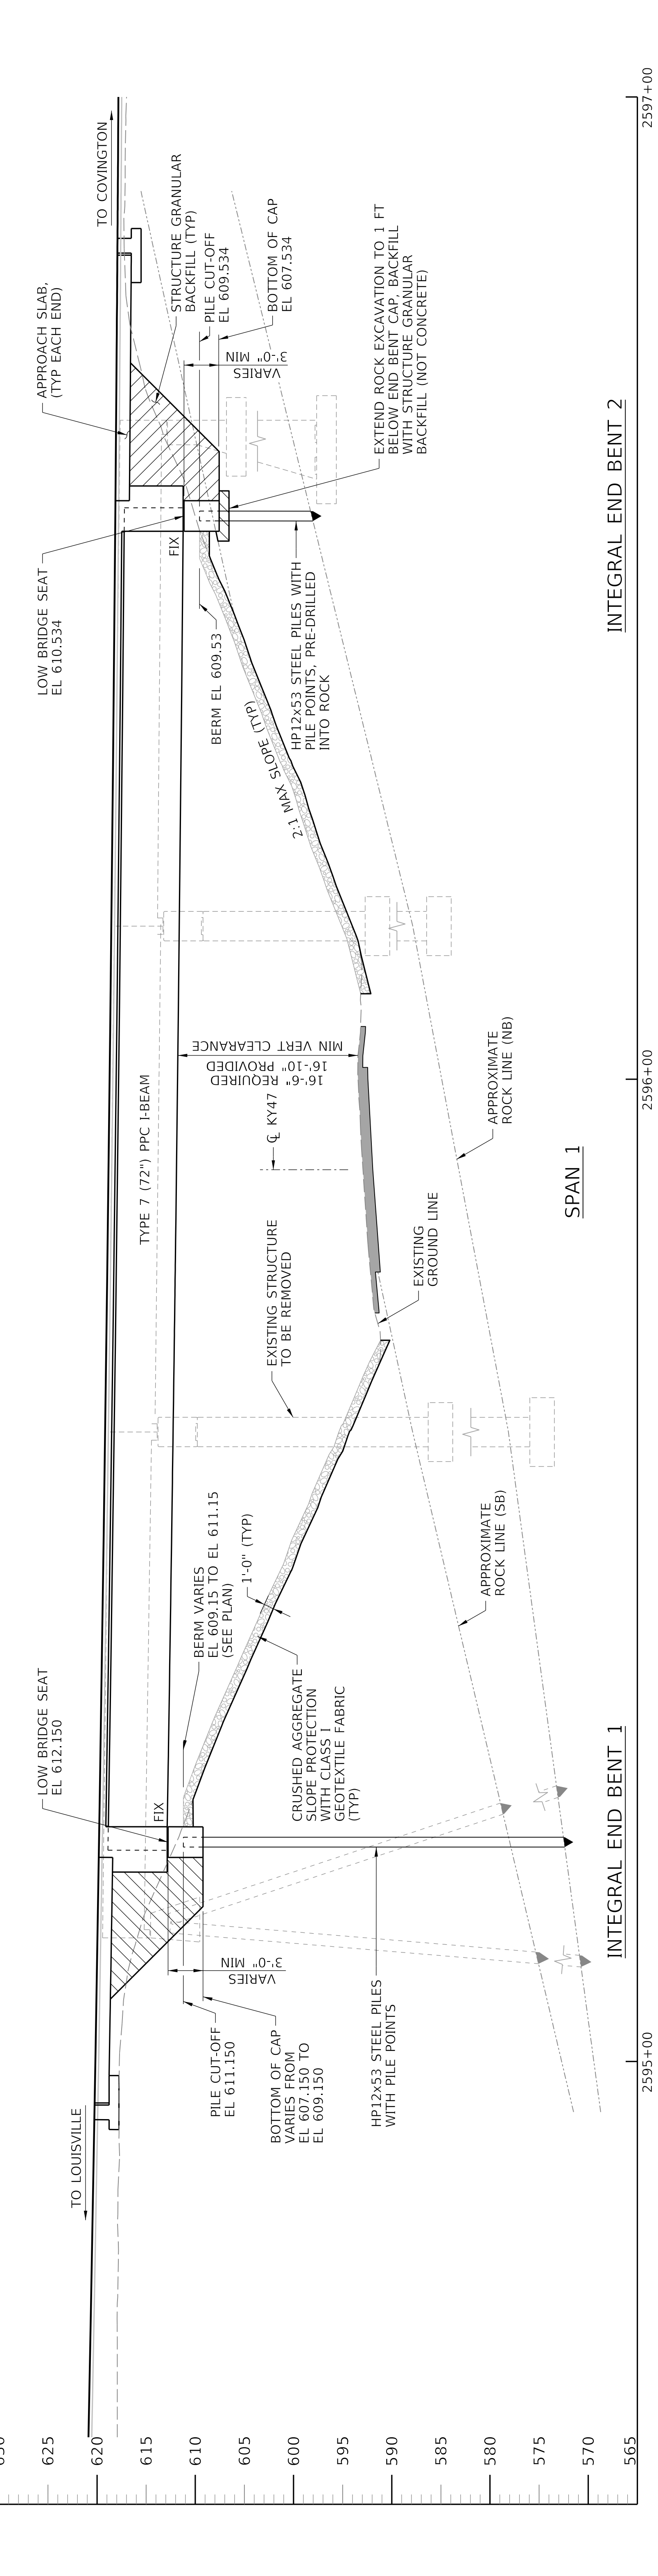 TO COVINGTON
2597+00
APPROACH SLAB,
(TYP EACH END)
STRUCTURE GRANULAR
BACKFILL (TYP)
PILE CUT-OFF
EL 609.534
BOTTOM OF CAP
EL 607.534
VARIES
3'-0" MIN
EXTEND ROCK EXCAVATION TO 1 FT
BELOW END BENT CAP, BACKFILL
WITH STRUCTURE GRANULAR
BACKFILL (NOT CONCRETE)
INTEGRAL END BENT 2
LOW BRIDGE SEAT
EL 610.534
FIX
BERM EL 609.53
HP12x53 STEEL PILES WITH
PILE POINTS, PRE-DRILLED
INTO ROCK
2:1 MAX SLOPE (TYP)
16'-6" REQUIRED
16'-10" PROVIDED
MIN VERT CLEARANCE
TYPE 7 (72") PPC I-BEAM
℄ KY47
2596+00
APPROXIMATE
ROCK LINE (NB)
SPAN 1
EXISTING STRUCTURE
TO BE REMOVED
EXISTING
GROUND LINE
BERM VARIES
EL 609.15 TO EL 611.15
(SEE PLAN)
1'-0" (TYP)
APPROXIMATE
ROCK LINE (SB)
LOW BRIDGE SEAT
EL 612.150
FIX
CRUSHED AGGREGATE
SLOPE PROTECTION
WITH CLASS I
GEOTEXTILE FABRIC
(TYP)
INTEGRAL END BENT 1
VARIES
3'-0" MIN
PILE CUT-OFF
EL 611.150
BOTTOM OF CAP
VARIES FROM
EL 607.150 TO
EL 609.150
HP12x53 STEEL PILES
WITH PILE POINTS
2595+00
TO LOUISVILLE
625
620
615
610
605
600
595
590
585
580
575
570
565